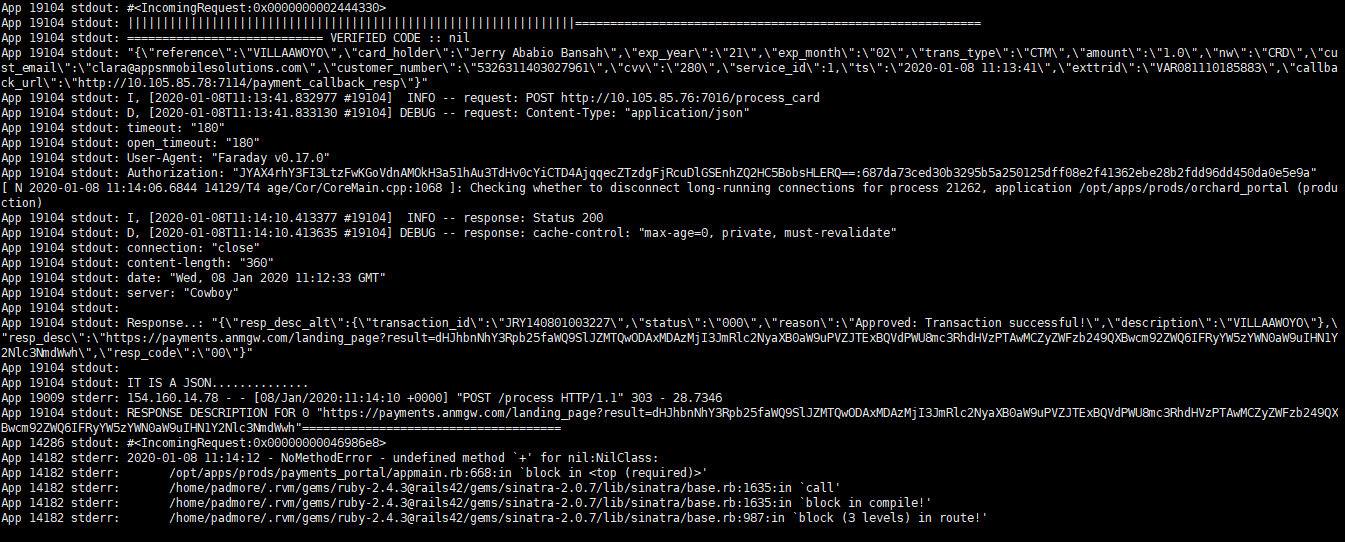 App 19104 stdout: #<IncomingRequest:0x0000000002444330>
App 19104 stdout: ||||||||||||||||||||||||||||||||||||||||||||||||||||||||||||||||==========================================================
App 19104 stdout: ============================ VERIFIED CODE :: nil
App 19104 stdout: "{\"reference\":\"VILLAAWOYO\",\"card_holder\":\"Jerry Ababio Bansah\",\"exp_year\":\"21\",\"exp_month\":\"02\",\"trans_type\":\"CTM\",\"amount\":\"1.0\",\"nw\":\"CRD\",\"cu
st_email\":\"clara@appsnmobilesolutions.com\",\"customer_number\":\"5326311403027961\",\"cvv\":\"280\",\"service_id\":1,\"ts\":\"2020-01-08 11:13:41\",\"exttrid\":\"VAR081110185883\",\"callba
ck_url\":\"http://10.105.85.78:7114/payment_callback_resp\"}"
App 19104 stdout: I, [2020-01-08T11:13:41.832977 #19104]  INFO -- request: POST http://10.105.85.76:7016/process_card
App 19104 stdout: D, [2020-01-08T11:13:41.833130 #19104] DEBUG -- request: Content-Type: "application/json"
App 19104 stdout: timeout: "180"
App 19104 stdout: open_timeout: "180"
App 19104 stdout: User-Agent: "Faraday v0.17.0"
App 19104 stdout: Authorization: "JYAX4rhY3FI3LtzFwKGoVdnAMOkH3a51hAu3TdHv0cYiCTD4AjqqecZTzdgFjRcuDlGSEnhZQ2HC5BobsHLERQ==:687da73ced30b3295b5a250125dff08e2f41362ebe28b2fdd96dd450da0e5e9a"
[ N 2020-01-08 11:14:06.6844 14129/T4 age/Cor/CoreMain.cpp:1068 ]: Checking whether to disconnect long-running connections for process 21262, application /opt/apps/prods/orchard_portal (produ
ction)
App 19104 stdout: I, [2020-01-08T11:14:10.413377 #19104]  INFO -- response: Status 200
App 19104 stdout: D, [2020-01-08T11:14:10.413635 #19104] DEBUG -- response: cache-control: "max-age=0, private, must-revalidate"
App 19104 stdout: connection: "close"
App 19104 stdout: content-length: "360"
App 19104 stdout: date: "Wed, 08 Jan 2020 11:12:33 GMT"
App 19104 stdout: server: "Cowboy"
App 19104 stdout:
App 19104 stdout: Response..: "{\"resp_desc_alt\":{\"transaction_id\":\"JRY140801003227\",\"status\":\"000\",\"reason\":\"Approved: Transaction successful!\",\"description\":\"VILLAAWOYO\"},\
"resp_desc\":\"https://payments.anmgw.com/landing_page?result=dHJhbnNhY3Rpb25faWQ9SlJZMTQwODAxMDAzMjI3JmRlc2NyaXB0aW9uPVZJTExBQVdPWU8mc3RhdHVzPTAwMCZyZWFzb249QXBwcm92ZWQ6IFRyYW5zYWN0aW9uIHN1Y
2Nlc3NmdWwh\",\"resp_code\":\"00\"}"
App 19104 stdout:
App 19104 stdout: IT IS A JSON..............
App 19009 stderr: 154.160.14.78 - - [08/Jan/2020:11:14:10 +0000] "POST /process HTTP/1.1" 303 - 28.7346
App 19104 stdout: RESPONSE DESCRIPTION FOR 0 "https://payments.anmgw.com/landing_page?result=dHJhbnNhY3Rpb25faWQ9SlJZMTQwODAxMDAzMjI3JmRlc2NyaXB0aW9uPVZJTExBQVdPWU8mc3RhdHVzPTAwMCZyZWFzb249QX
Bwcm92ZWQ6IFRyYW5zYWN0aW9uIHN1Y2Nlc3NmdWwh"=====================================
App 14286 stdout: #<IncomingRequest:0x00000000046986e8>
App 14182 stderr: 2020-01-08 11:14:12 - NoMethodError - undefined method `+' for nil:NilClass:
App 14182 stderr:       /opt/apps/prods/payments_portal/appmain.rb:668:in `block in <top (required)>'
App 14182 stderr:       /home/padmore/.rvm/gems/ruby-2.4.3@rails42/gems/sinatra-2.0.7/lib/sinatra/base.rb:1635:in `call'
App 14182 stderr:       /home/padmore/.rvm/gems/ruby-2.4.3@rails42/gems/sinatra-2.0.7/lib/sinatra/base.rb:1635:in `block in compile!'
App 14182 stderr:       /home/padmore/.rvm/gems/ruby-2.4.3@rails42/gems/sinatra-2.0.7/lib/sinatra/base.rb:987:in `block (3 levels) in route!'